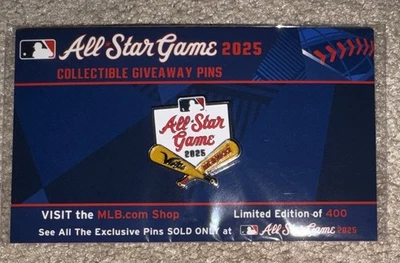 All-Star Game 2025
COLLECTIBLE GIVEAWAY PINS
All-Star
Game
2025
VISIT the MLB.com Shop
Limited Edition of 400
See All The Exclusive Pins SOLD ONLY at All-Star Game 2025